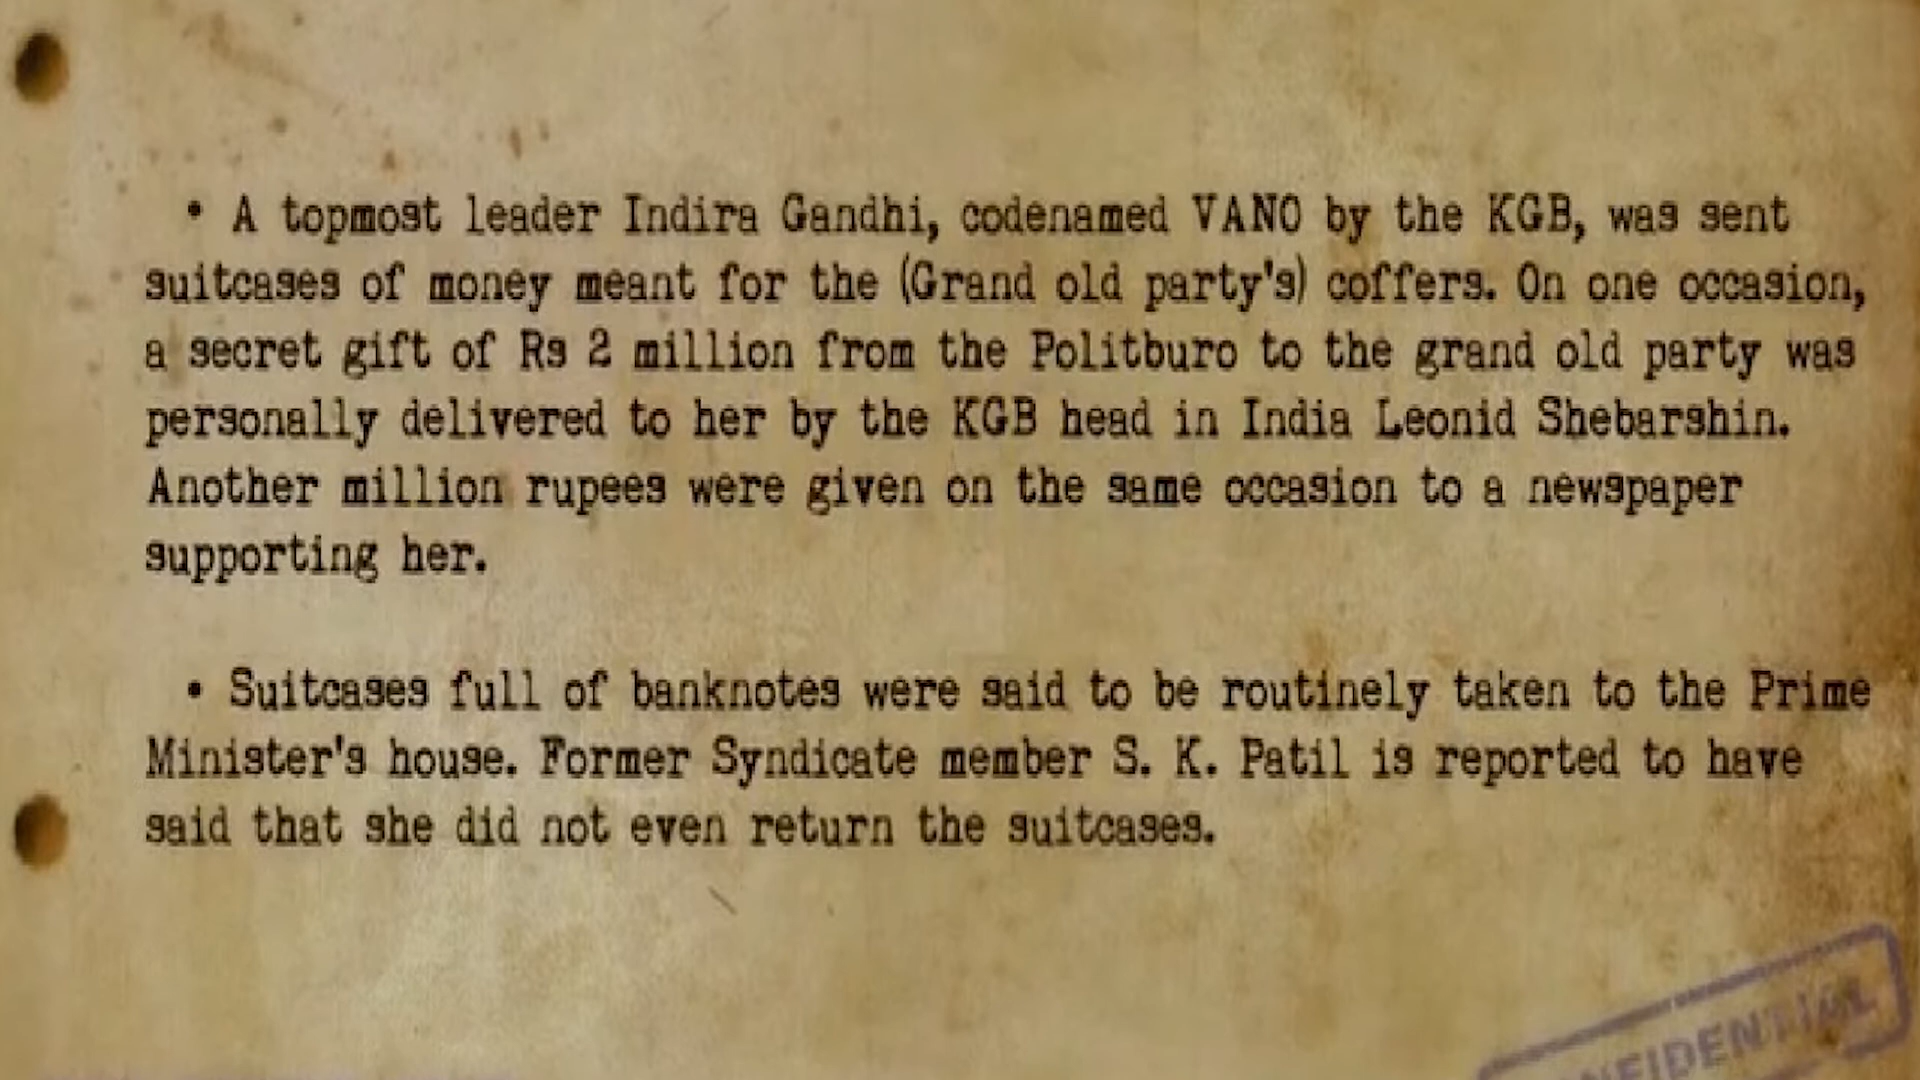 • A topmost leader Indira Gandhi, codenamed VANO by the KGB, was sent
suitcases of money meant for the (Grand old party's) coffers. On one occasion,
a secret gift of Rs 2 million from the Politburo to the grand old party was
personally delivered to her by the KGB head in India Leonid Shebarshin.
Another million rupees were given on the same occasion to a newspaper
supporting her.
• Suitcases full of banknotes were said to be routinely taken to the Prime
Minister's house. Former Syndicate member S. K. Patil is reported to have
said that she did not even return the suitcases.
NFIDENTIAL